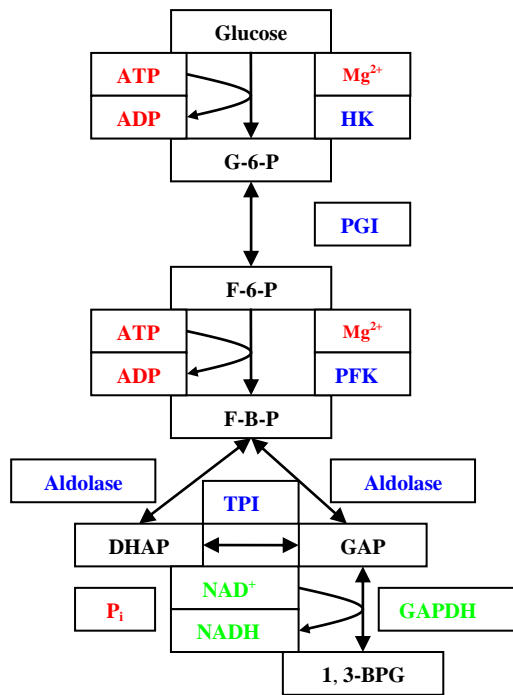 Glucose
ATP
Mg²⁺
ADP
HK
G-6-P
PGI
F-6-P
ATP
Mg²⁺
ADP
PFK
F-B-P
Aldolase
Aldolase
TPI
DHAP
GAP
NAD⁺
Pᵢ
GAPDH
NADH
1, 3-BPG